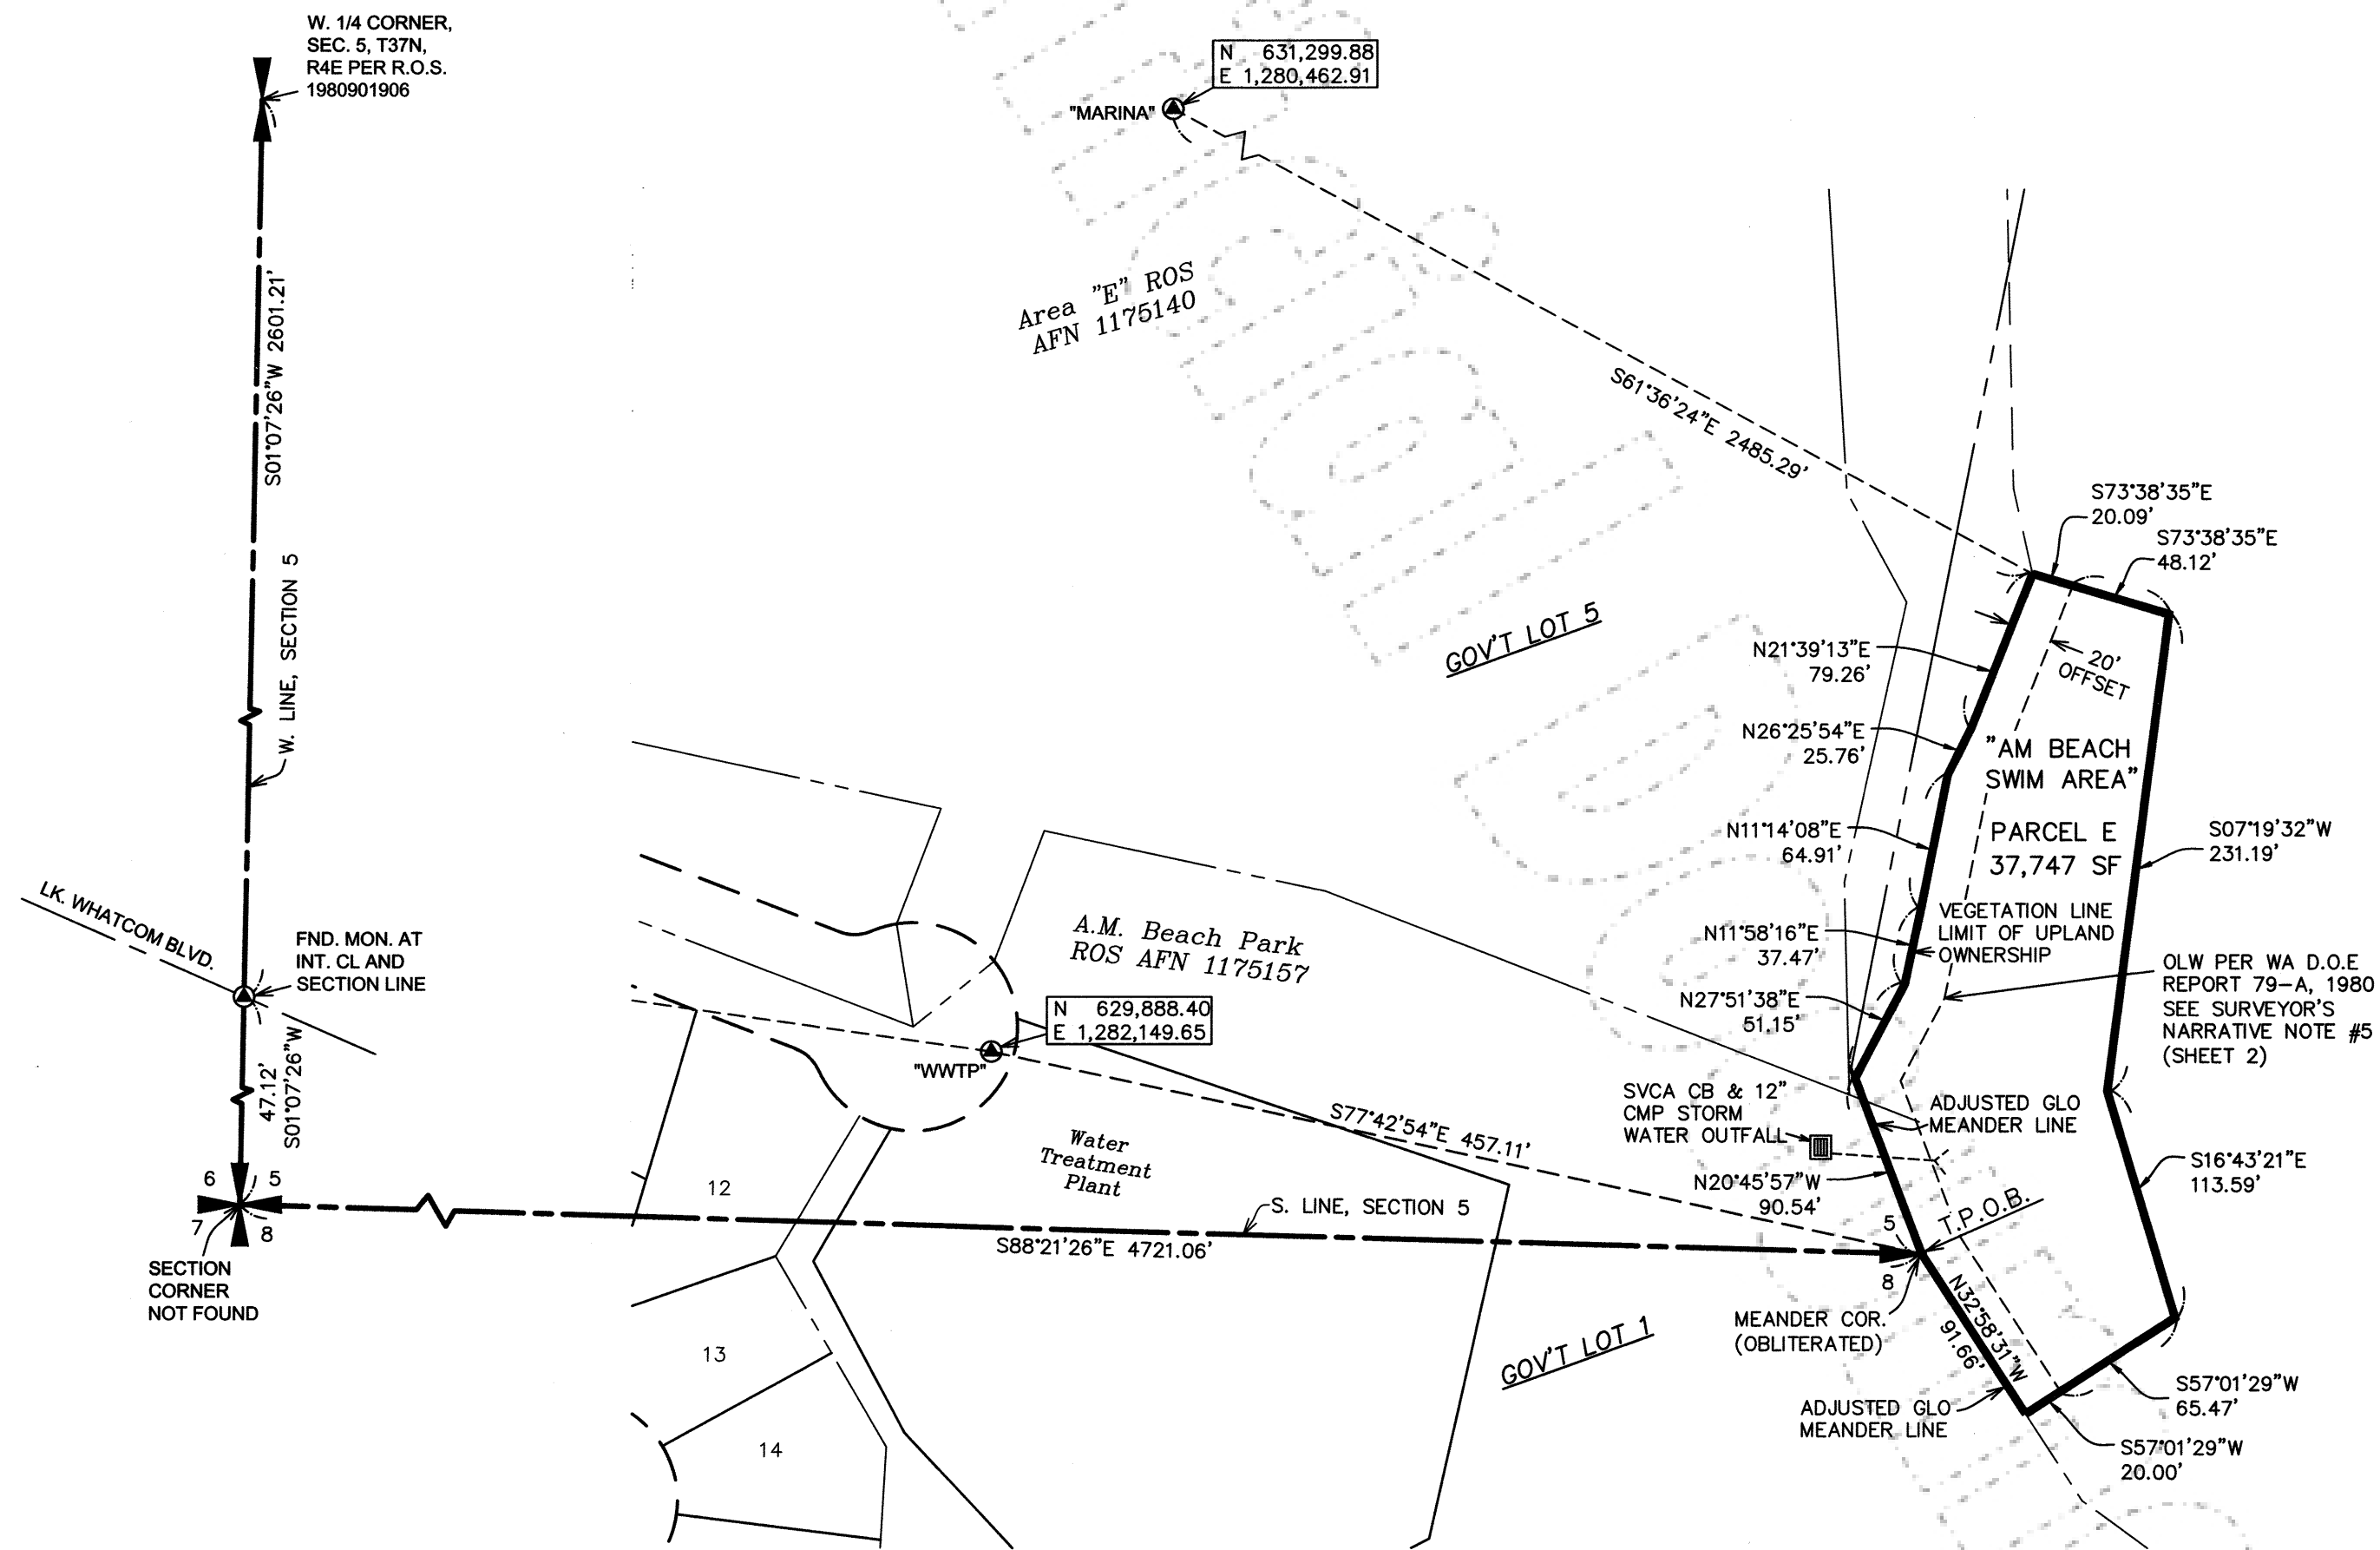 W. 1/4 CORNER,
SEC. 5, T37N,
R4E PER R.O.S.
1980901906
N 631,299.88
E 1,280,462.91
"MARINA"
S01°07'26"W 2601.21'
Area "E" ROS
AFN 1175140
S61°36'24"E 2485.29'
S73°38'35"E
20.09'
S73°38'35"E
48.12'
W. LINE, SECTION 5
GOV'T LOT 5
N21°39'13"E
79.26'
20'
OFFSET
N26°25'54"E
25.76'
"AM BEACH
SWIM AREA"
PARCEL E
37,747 SF
N11°14'08"E
64.91'
S07°19'32"W
231.19'
LK. WHATCOM BLVD.
FND. MON. AT
INT. CL AND
SECTION LINE
A.M. Beach Park
ROS AFN 1175157
N11°58'16"E
37.47'
VEGETATION LINE
LIMIT OF UPLAND
OWNERSHIP
OLW PER WA D.O.E
REPORT 79-A, 1980
SEE SURVEYOR'S
NARRATIVE NOTE #5
(SHEET 2)
N27°51'38"E
51.15'
N 629,888.40
E 1,282,149.65
"WWTP"
47.12'
S01°07'26"W
S77°42'54"E 457.11'
SVCA CB & 12"
CMP STORM
WATER OUTFALL
ADJUSTED GLO
MEANDER LINE
Water
Treatment
Plant
N20°45'57"W
90.54'
S16°43'21"E
113.59'
6 5
7 8
12
S. LINE, SECTION 5
S88°21'26"E 4721.06'
5
8
T.P.O.B.
SECTION
CORNER
NOT FOUND
MEANDER COR.
(OBLITERATED)
N32°58'31"W
91.66'
13
GOV'T LOT 1
14
ADJUSTED GLO
MEANDER LINE
S57°01'29"W
65.47'
S57°01'29"W
20.00'